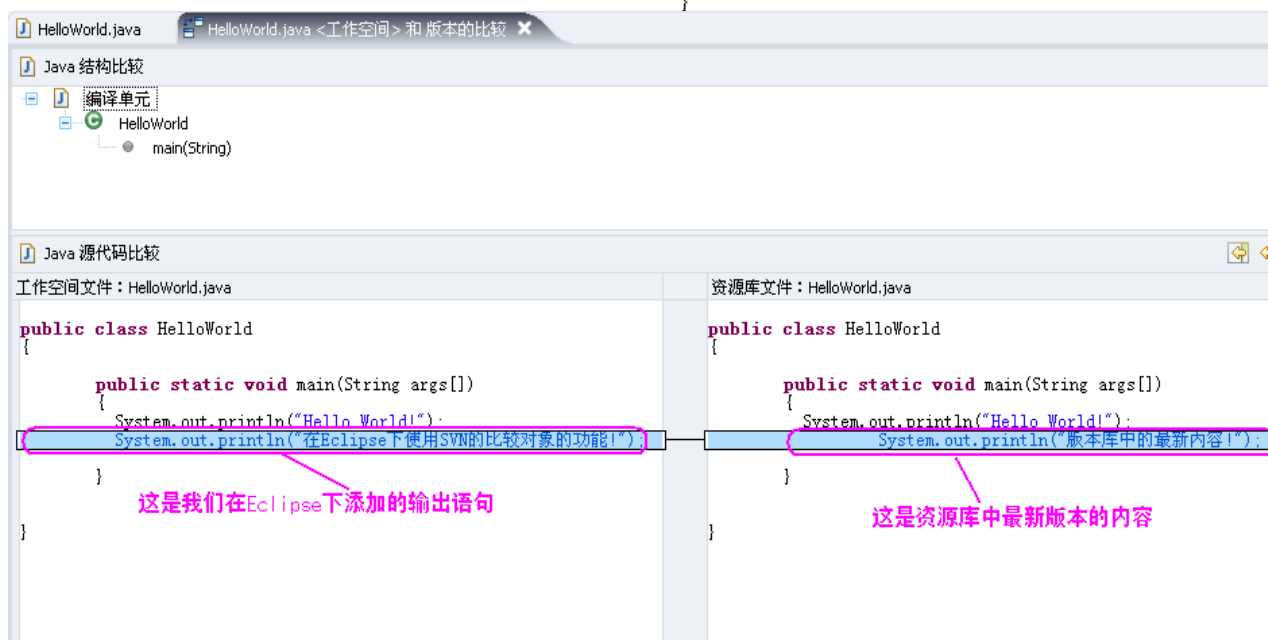 }
HelloWorld.java HelloWorld.java <工作空间> 和 版本的比较
Java 结构比较
编译单元
HelloWorld
main(String)
Java 源代码比较
工作空间文件：HelloWorld.java
public class HelloWorld
{
public static void main(String args[])
{
System.out.println("Hello World!");
System.out.println("在Eclipse下使用SVN的比较对象的功能!");
}
这是我们在Eclipse下添加的输出语句
}
资源库文件：HelloWorld.java
public class HelloWorld
{
public static void main(String args[])
{
System.out.println("Hello World!");
System.out.println("版本库中的最新内容!");
}
这是资源库中最新版本的内容
}